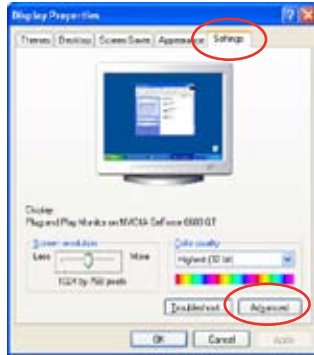 Display Properties
Themes Desktop Screen Saver Appearance Settings
Display:
Plug and Play Monitor on NVIDIA GeForce 6600 GT
Screen resolution
Color quality
Less More
Highest (32 bit)
1024 by 768 pixels
Troubleshoot... Advanced
OK Cancel Apply